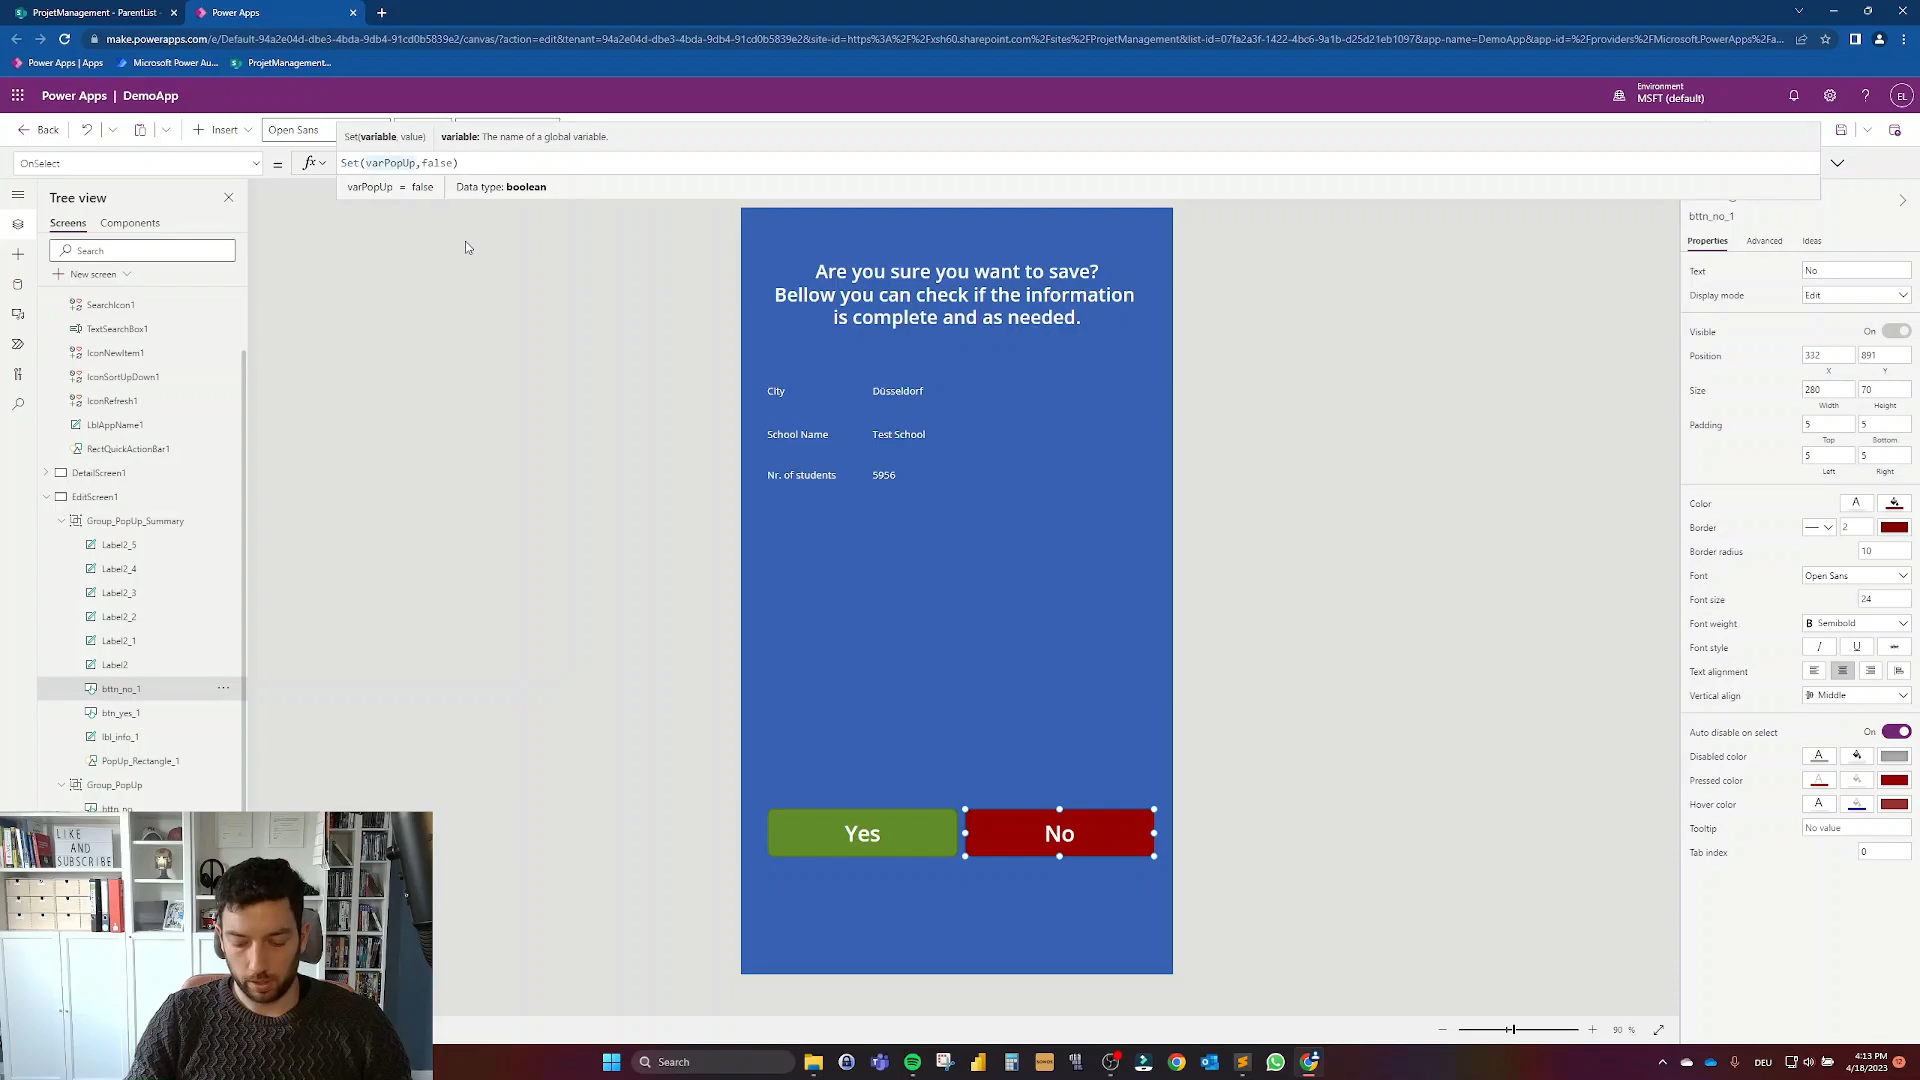 ProjetManagement - ParentList -
Power Apps
make.powerapps.com/e/Default-94a2e04d-dbe3-4bda-9db4-91cd0b5839e2/canvas/?action=edit&tenant=94a2e04d-dbe3-4bda-9db4-91cd0b5839e2&site-id=https%3A%2F%2Fxsh60.sharepoint.com%2Fsites%2FProjetManagement&list-id=07fa2a3f-1422-4bc6-9a1b-d25d21eb1097&app-name=DemoApp&app-id=%2Fproviders%2FMicrosoft.PowerApps%2Fa...
Power Apps | Apps
Microsoft Power Au...
ProjetManagement...
Power Apps | DemoApp
Environment
MSFT (default)
EL
Back
Insert
Open Sans
Set(variable, value) variable: The name of a global variable.
OnSelect
= fx
Set(varPopUp,false)
varPopUp = false Data type: boolean
Tree view
Screens Components
Search
New screen
SearchIcon1
TextSearchBox1
IconNewItem1
IconSortUpDown1
IconRefresh1
LblAppName1
RectQuickActionBar1
DetailScreen1
EditScreen1
Group_PopUp_Summary
Label2_5
Label2_4
Label2_3
Label2_2
Label2_1
Label2
bttn_no_1
btn_yes_1
lbl_info_1
PopUp_Rectangle_1
Group_PopUp
bttn_no
Are you sure you want to save?
Bellow you can check if the information
is complete and as needed.
City Düsseldorf
School Name Test School
Nr. of students 5956
Yes No
bttn_no_1
Properties Advanced Ideas
Text No
Display mode Edit
Visible On
Position 332 891
X Y
Size 280 70
Width Height
Padding 5 5
Top Bottom
5 5
Left Right
Color
Border 2
Border radius 10
Font Open Sans
Font size 24
Font weight B Semibold
Font style
Text alignment
Vertical align Middle
Auto disable on select On
Disabled color
Pressed color
Hover color
Tooltip No value
Tab index 0
90 %
LIKE
AND
SUBSCRIBE
Search
DEU
4:13 PM
4/18/2023